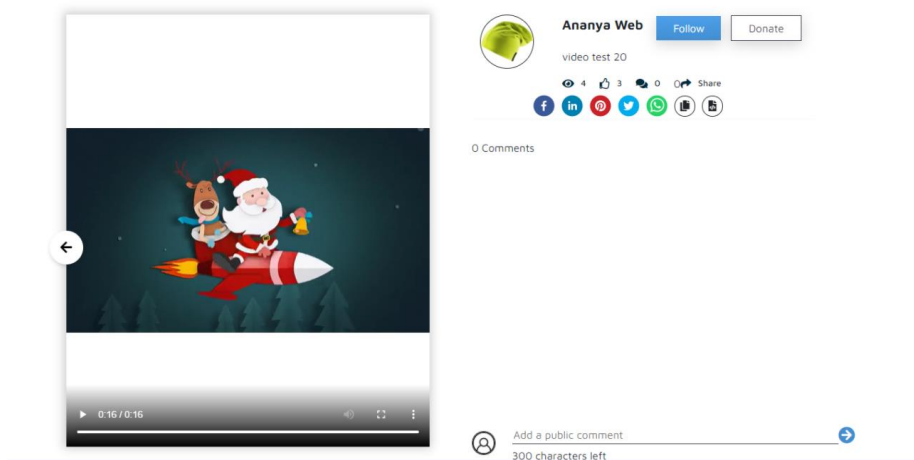 Ananya Web
Follow
Donate
video test 20
4 3 0 0 Share
0 Comments
0:16 / 0:16
Add a public comment
300 characters left